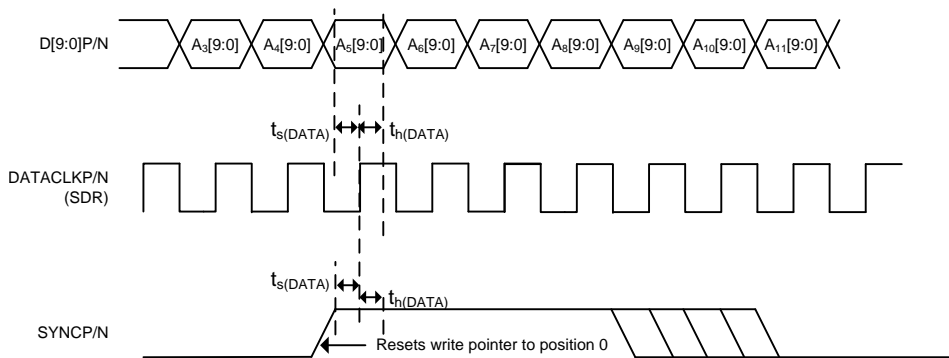 D[9:0]P/N
A₃[9:0] A₄[9:0] A₅[9:0] A₆[9:0] A₇[9:0] A₈[9:0] A₉[9:0] A₁₀[9:0] A₁₁[9:0]
tₛ(DATA) tₕ(DATA)
DATACLKP/N
(SDR)
tₛ(DATA)
tₕ(DATA)
SYNCP/N
Resets write pointer to position 0